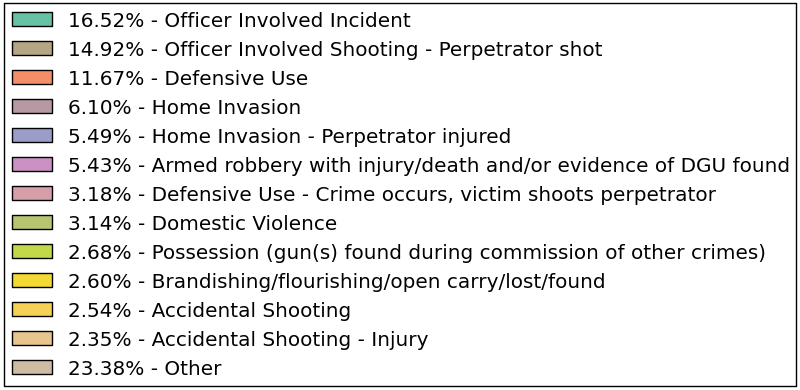 16.52% - Officer Involved Incident
14.92% - Officer Involved Shooting - Perpetrator shot
11.67% - Defensive Use
6.10% - Home Invasion
5.49% - Home Invasion - Perpetrator injured
5.43% - Armed robbery with injury/death and/or evidence of DGU found
3.18% - Defensive Use - Crime occurs, victim shoots perpetrator
3.14% - Domestic Violence
2.68% - Possession (gun(s) found during commission of other crimes)
2.60% - Brandishing/flourishing/open carry/lost/found
2.54% - Accidental Shooting
2.35% - Accidental Shooting - Injury
23.38% - Other